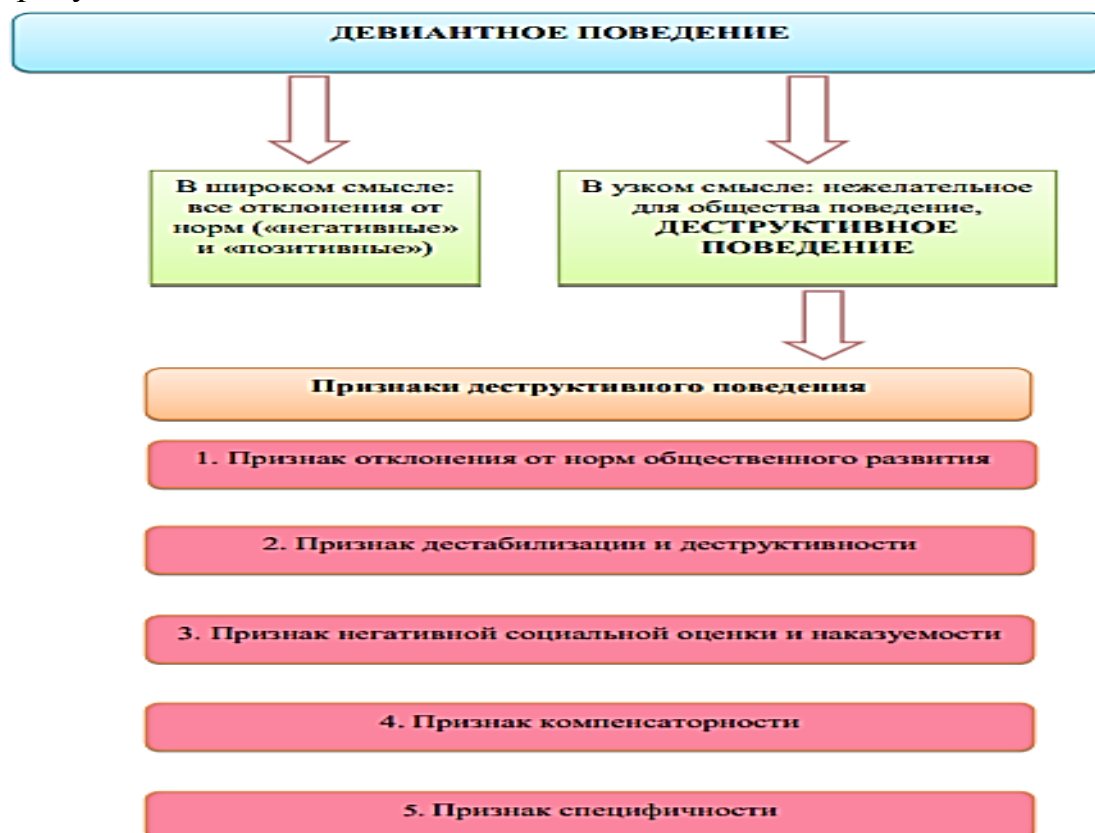 ДЕВИАНТНОЕ ПОВЕДЕНИЕ
В широком смысле:
все отклонения от
норм («негативные»
и «позитивные»)
В узком смысле: нежелательное
для общества поведение,
ДЕСТРУКТИВНОЕ
ПОВЕДЕНИЕ
Признаки деструктивного поведения
1. Признак отклонения от норм общественного развития
2. Признак дестабилизации и деструктивности
3. Признак негативной социальной оценки и наказуемости
4. Признак компенсаторности
5. Признак специфичности